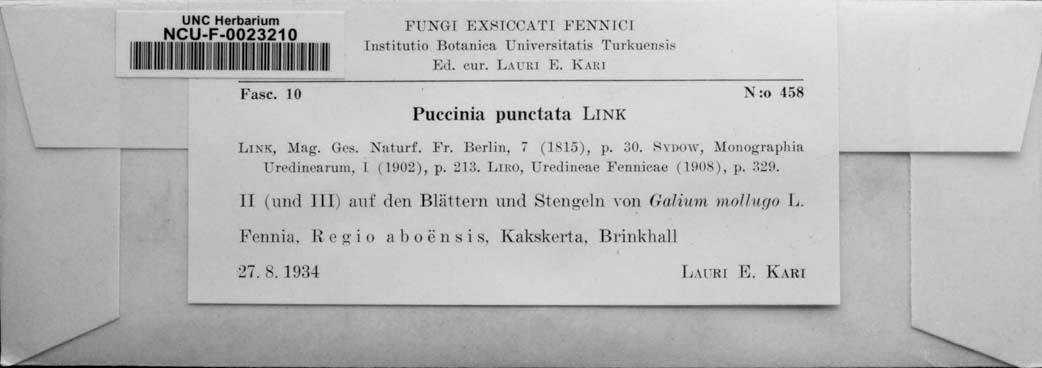 UNC Herbarium
NCU-F-0023210
FUNGI EXSICCATI FENNICI
Institutio Botanica Universitatis Turkuensis
Ed. cur. LAURI E. KARI
Fasc. 10 N:o 458
Puccinia punctata LINK
LINK, Mag. Ges. Naturf. Fr. Berlin, 7 (1815), p. 30. SYDOW, Monographia
Uredinearum, I (1902), p. 213. LIRO, Uredineae Fennicae (1908), p. 329.
II (und III) auf den Blättern und Stengeln von Galium mollugo L.
Fennia, Regio aboënsis, Kakskerta, Brinkhall
27. 8. 1934 LAURI E. KARI